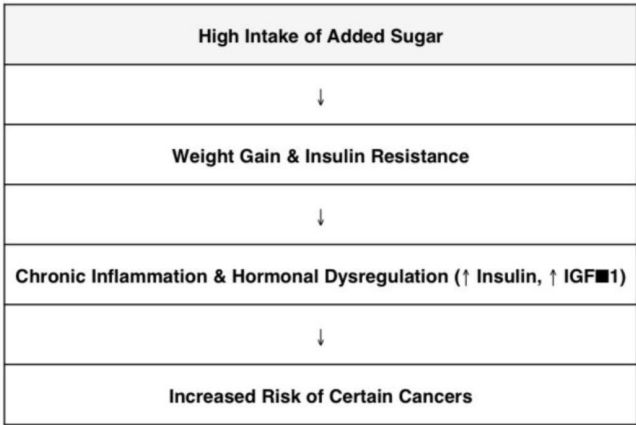 High Intake of Added Sugar
↓
Weight Gain & Insulin Resistance
↓
Chronic Inflammation & Hormonal Dysregulation (↑ Insulin, ↑ IGF■1)
↓
Increased Risk of Certain Cancers